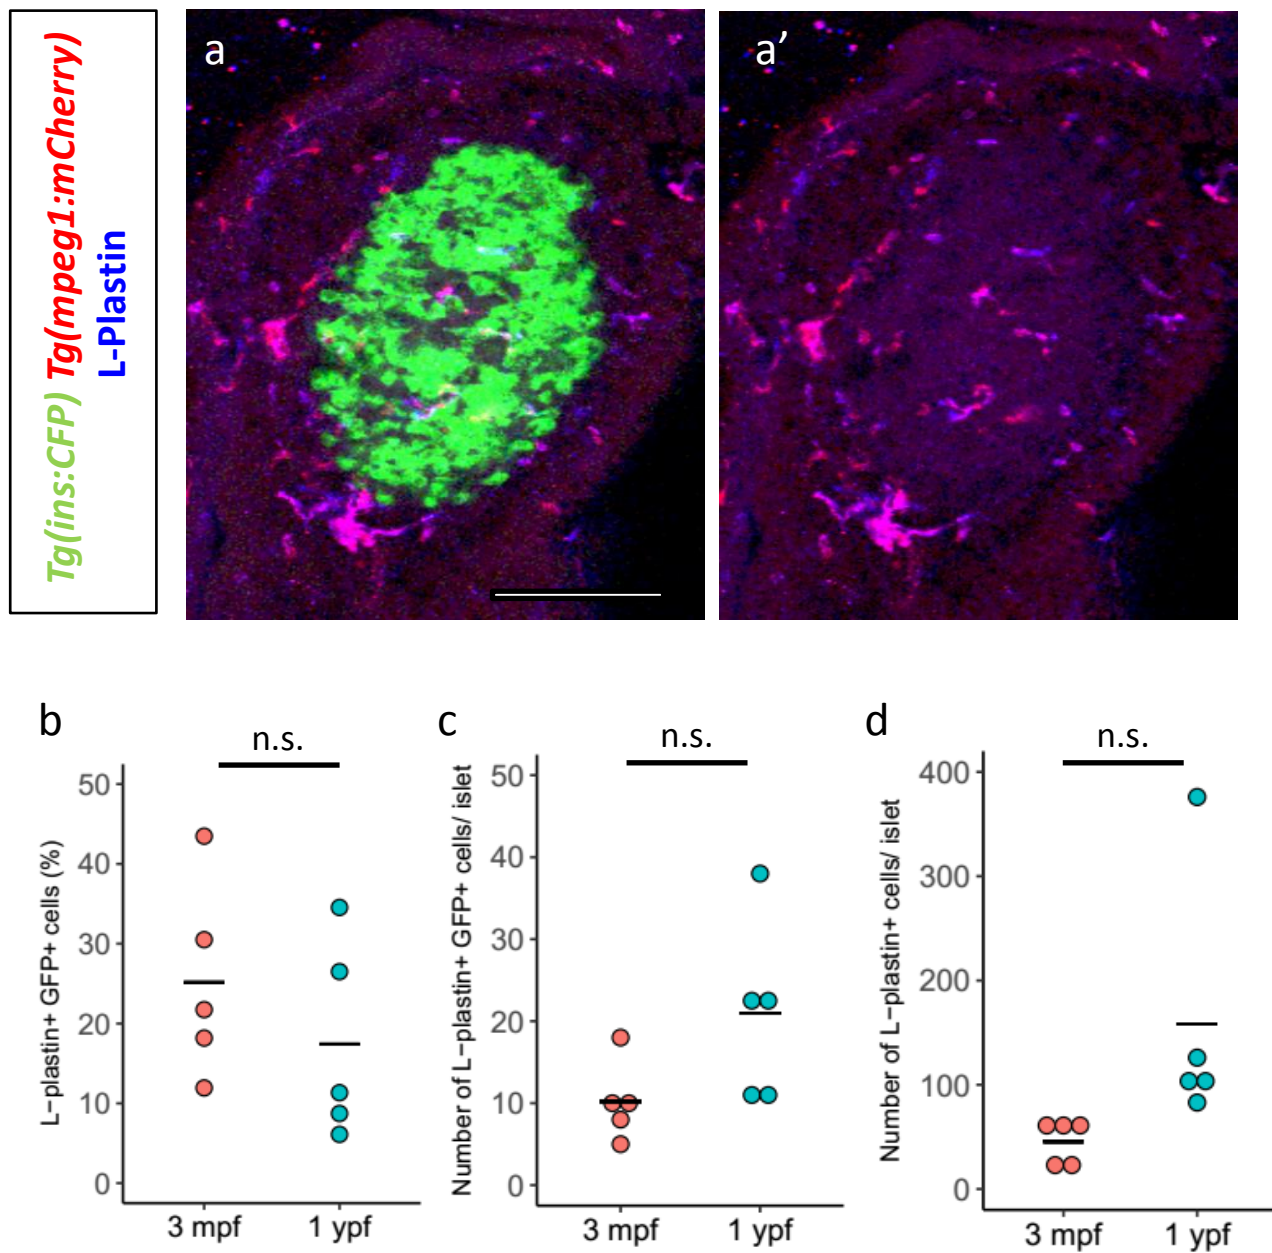 Tg(ins:CFP) Tg(mpeg1:mCherry)
L-Plastin
a
a’
b
n.s.
L−plastin+ GFP+ cells (%)
50
40
30
20
10
0
3 mpf
1 ypf
c
n.s.
Number of L−plastin+ GFP+ cells/ islet
50
40
30
20
10
0
3 mpf
1 ypf
d
n.s.
Number of L−plastin+ cells/ islet
400
300
200
100
0
3 mpf
1 ypf